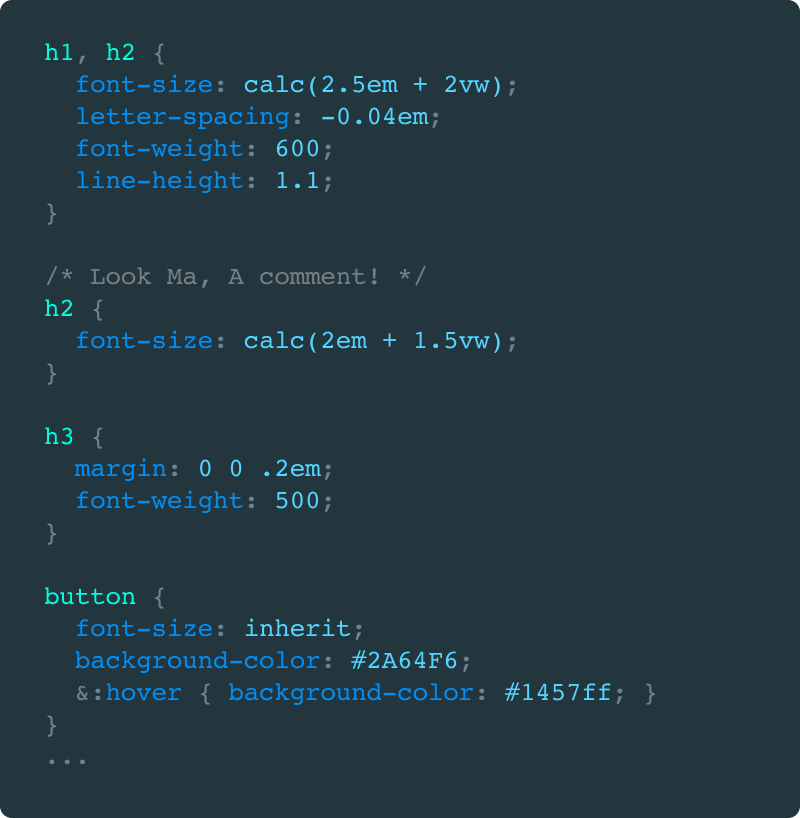 h1, h2 {
  font-size: calc(2.5em + 2vw);
  letter-spacing: -0.04em;
  font-weight: 600;
  line-height: 1.1;
}

/* Look Ma, A comment! */
h2 {
  font-size: calc(2em + 1.5vw);
}

h3 {
  margin: 0 0 .2em;
  font-weight: 500;
}

button {
  font-size: inherit;
  background-color: #2A64F6;
  &:hover { background-color: #1457ff; }
}
...